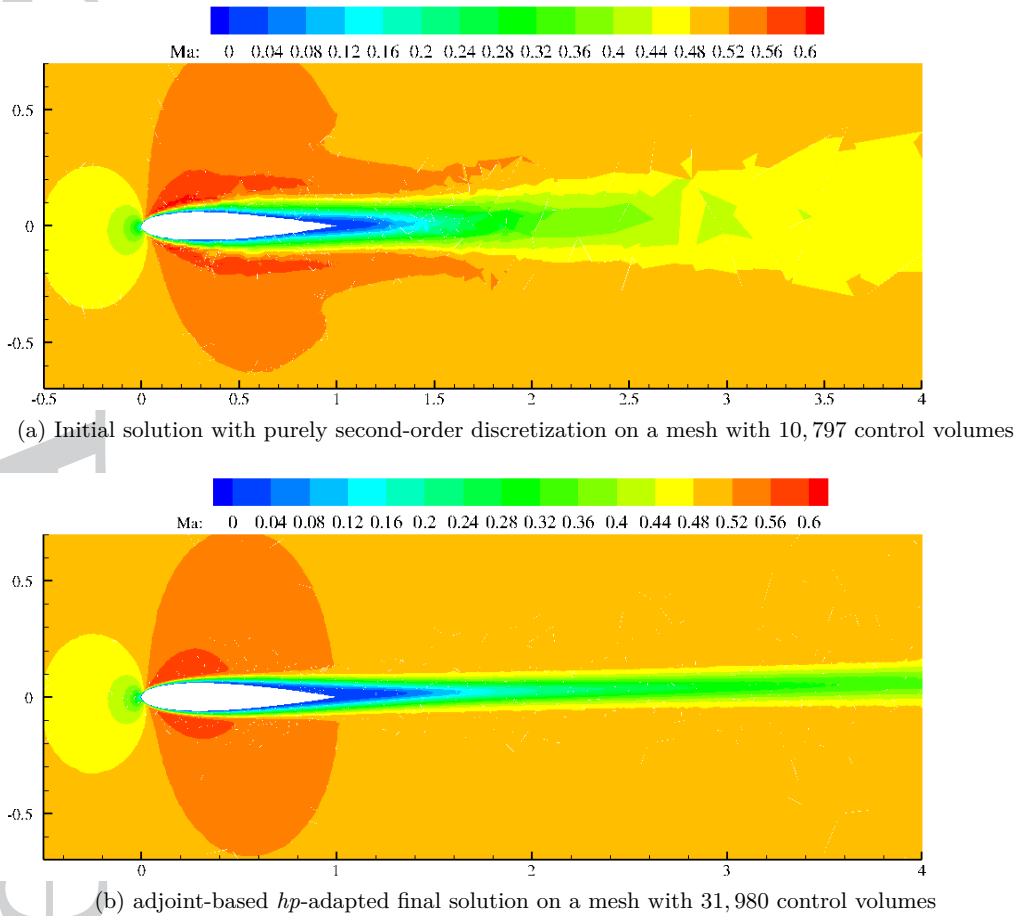 Ma: 0 0.04 0.08 0.12 0.16 0.2 0.24 0.28 0.32 0.36 0.4 0.44 0.48 0.52 0.56 0.6
0.5
0
-0.5
-0.5 0 0.5 1 1.5 2 2.5 3 3.5 4
(a) Initial solution with purely second-order discretization on a mesh with 10, 797 control volumes
Ma: 0 0.04 0.08 0.12 0.16 0.2 0.24 0.28 0.32 0.36 0.4 0.44 0.48 0.52 0.56 0.6
0.5
0
-0.5
0 1 2 3 4
(b) adjoint-based hp-adapted final solution on a mesh with 31, 980 control volumes